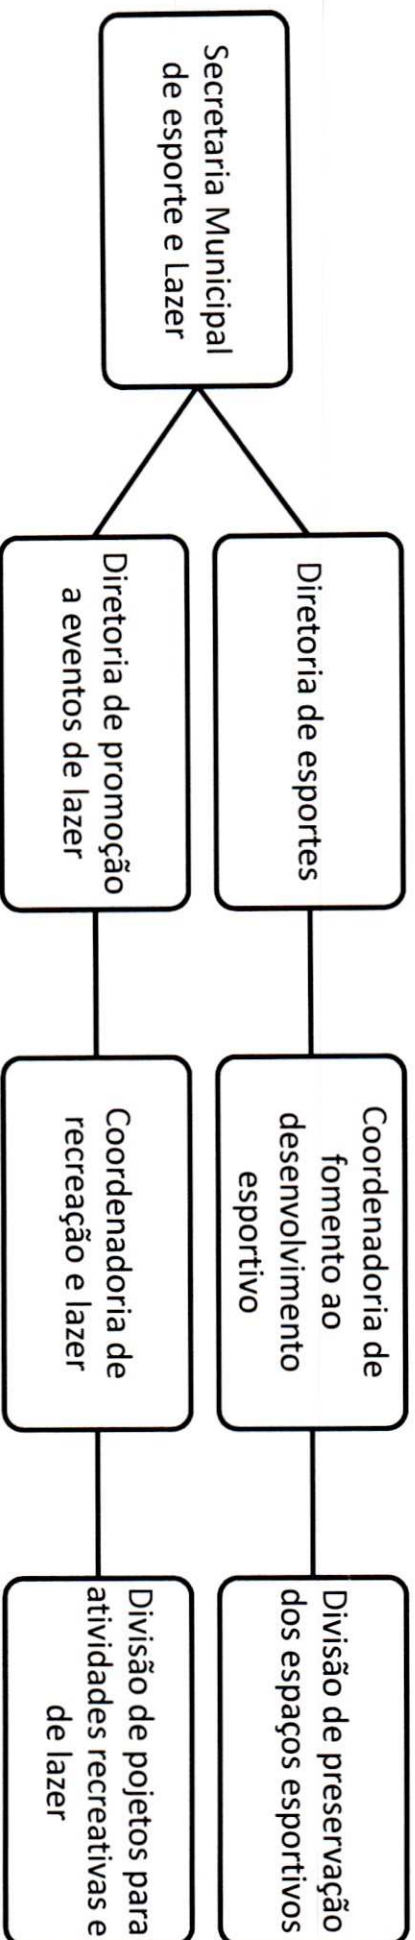 Secretaria Municipal
de esporte e Lazer
Diretoria de esportes
Coordenadoria de
fomento ao
desenvolvimento
esportivo
Divisão de preservação
dos espaços esportivos
Diretoria de promoção
a eventos de lazer
Coordenadoria de
recreação e lazer
Divisão de pojetos para
atividades recreativas e
de lazer